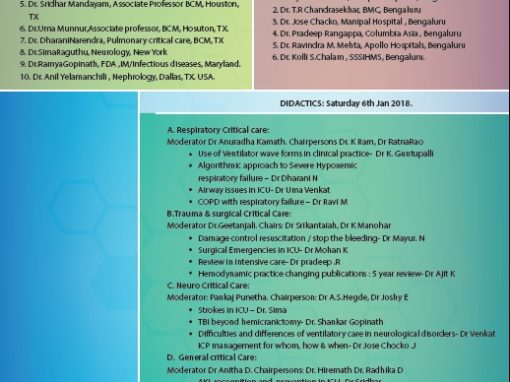 5. Dr. Sridhar Mandayam, Associate Professor BCM, Houston,
TX
6. Dr.Uma Munnur,Associate professor, BCM, Hosuton, TX.
7. Dr. DharaniNarendra, Pulmonary critical care, BCM, TX
8. Dr.SimaRaguthu, Neurology, New York
9. Dr.RamyaGopinath, FDA ,IM/Infectious diseases, Maryland.
10. Dr. Anil Yelamanchili , Nephrology, Dallas, TX. USA.
2. Dr. T.R Chandrasekhar, BMC, Bengaluru
3. Dr. Jose Chacko, Manipal Hospital , Bengaluru
4. Dr. Pradeep Rangappa, Columbia Asia , Bengaluru
5. Dr. Ravindra M. Mehta, Apollo Hospitals, Bengaluru
6. Dr. Kolli S.Chalam , SSSIHMS, Bengaluru.
DIDACTICS: Saturday 6th Jan 2018.
A. Respiratory Critical care:
Moderator Dr Anuradha Kamath. Chairpersons Dr. K Ram, Dr RatnaRao
Use of Ventilator wave forms in clinical practice- Dr K. Guntupalli
Algorithmic approach to Severe Hypoxemic
respiratory failure – Dr Dharani N
Airway issues in ICU- Dr Uma Venkat
COPD with respiratory failure – Dr Ravi M
B.Trauma & surgical Critical Care:
Moderator Dr.Geetanjali. Chairs: Dr Srikantaiah, Dr K Manohar
Damage control resuscitation / stop the bleeding- Dr Mayur. N
Surgical Emergencies in ICU - Dr Mohan K
Review in intensive care- Dr pradeep .R
Hemodynamic practice changing publications : 5 year review- Dr Ajit K
C. Neuro Critical Care:
Moderator: Pankaj Punetha. Chairperson: Dr A.S.Hegde, Dr Joshy E
Strokes in ICU – Dr. Sima
TBI beyond hemicranictomy- Dr. Shankar Gopinath
Difficulties and differences of ventilatory care in neurological disorders- Dr Venkat
ICP management for whom, how & when- Dr Jose Chocko .J
D. General critical Care:
Moderator Dr Anitha D. Chairpersons: Dr. Hiremath Dr. Radhika D
AKI recognition and prevention in ICU- Dr Sridhar